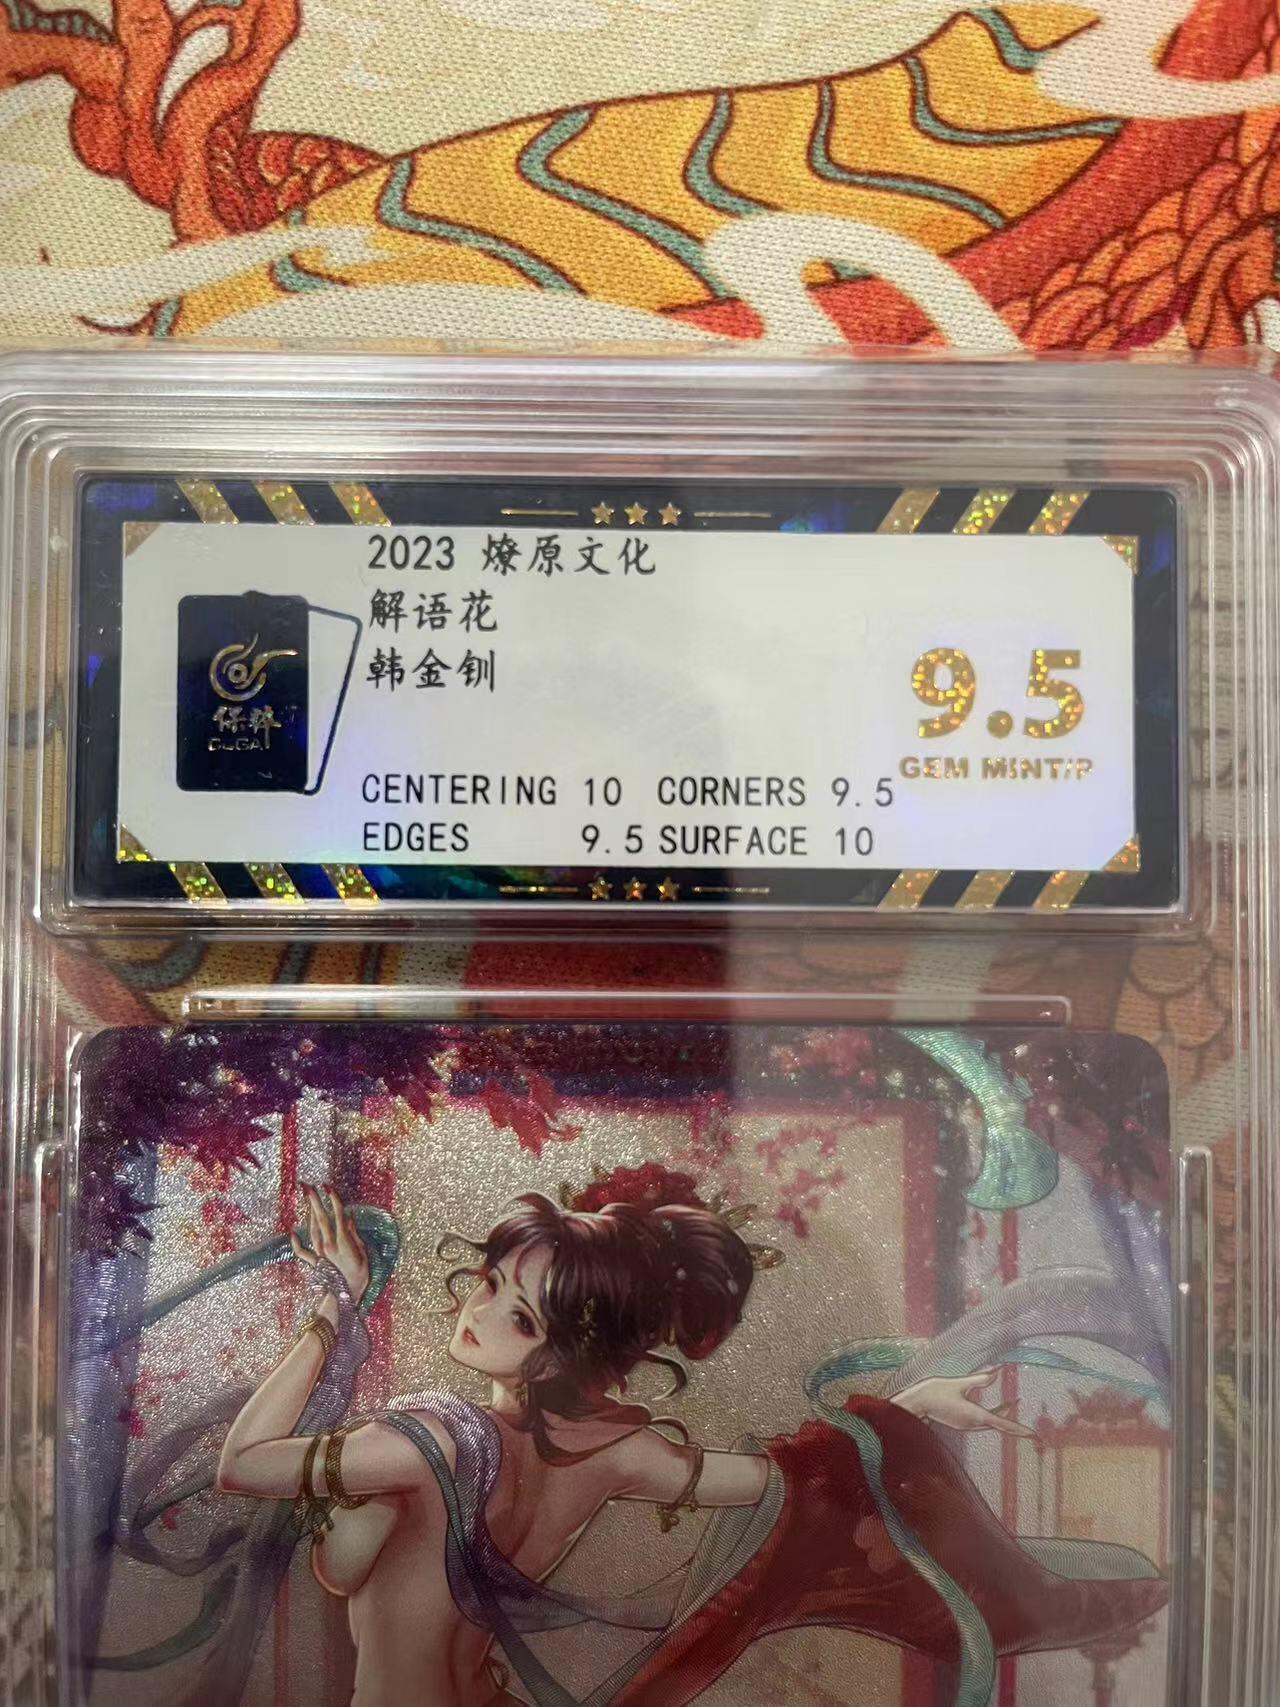 2023 燎原文化
解语花
韩金钏
保粹
9.5
GEM MINT/P
CENTERING 10 CORNERS 9.5
EDGES 9.5 SURFACE 10